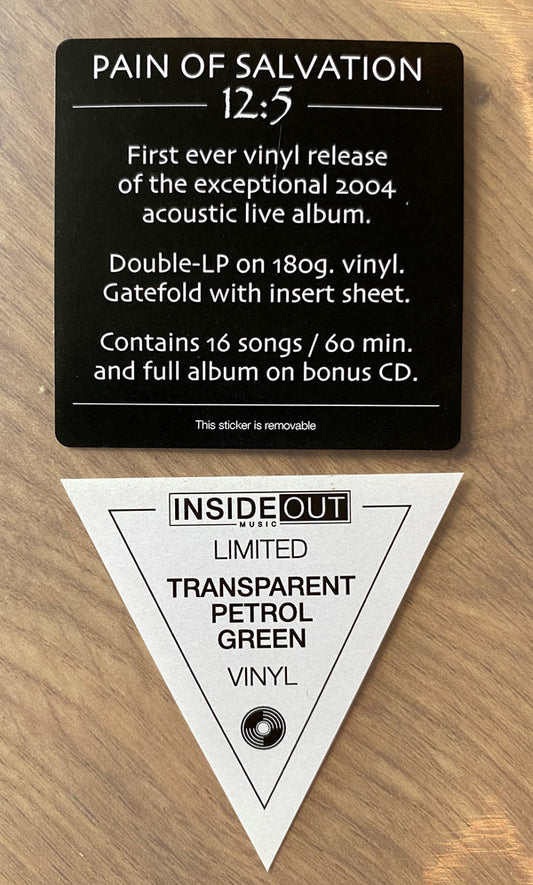 PAIN OF SALVATION
12:5
First ever vinyl release
of the exceptional 2004
acoustic live album.
Double-LP on 180g. vinyl.
Gatefold with insert sheet.
Contains 16 songs / 60 min.
and full album on bonus CD.
This sticker is removable
INSIDEOUT
MUSIC
LIMITED
TRANSPARENT
PETROL
GREEN
VINYL